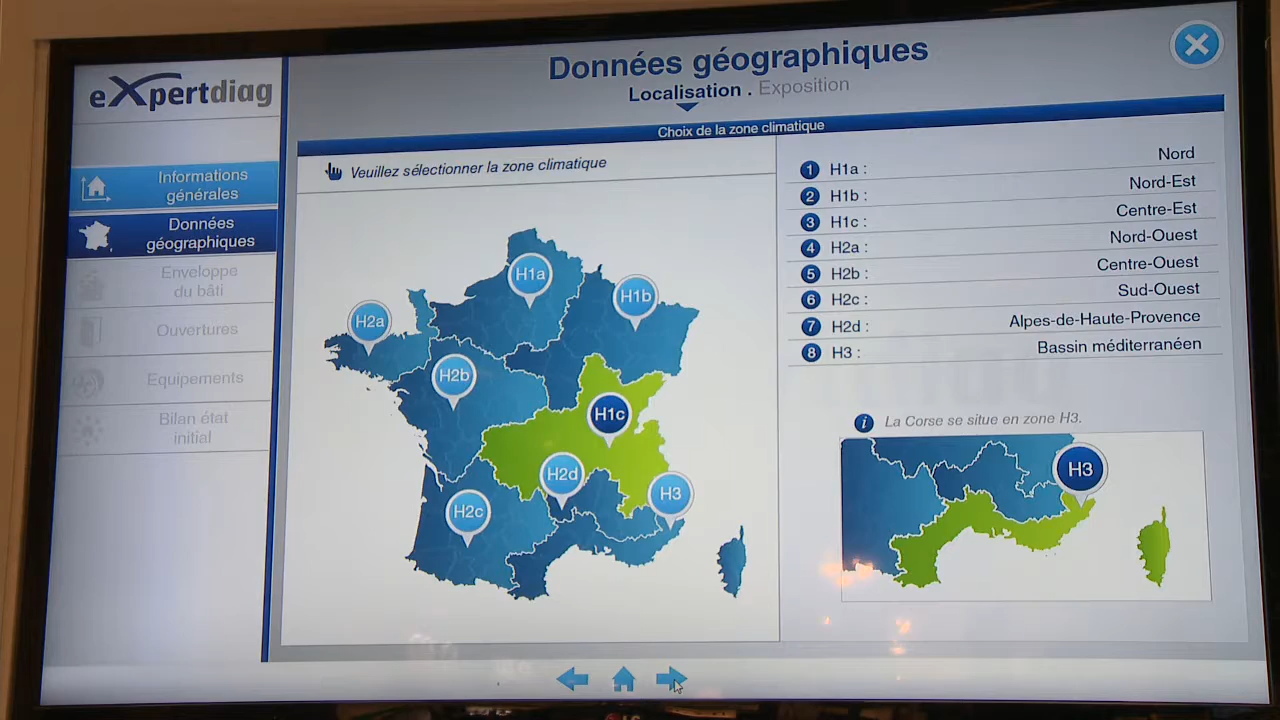 eXpertdiag
Données géographiques
Localisation . Exposition
Choix de la zone climatique
Informations
générales
Données
géographiques
Enveloppe
du bâti
Ouvertures
Equipements
Bilan état
initial
Veuillez sélectionner la zone climatique
H1a
H1b
H2a
H2b
H1c
H2d
H3
H2c
1 H1a : Nord
2 H1b : Nord-Est
3 H1c : Centre-Est
4 H2a : Nord-Ouest
5 H2b : Centre-Ouest
6 H2c : Sud-Ouest
7 H2d : Alpes-de-Haute-Provence
8 H3 : Bassin méditerranéen
i La Corse se situe en zone H3.
H3